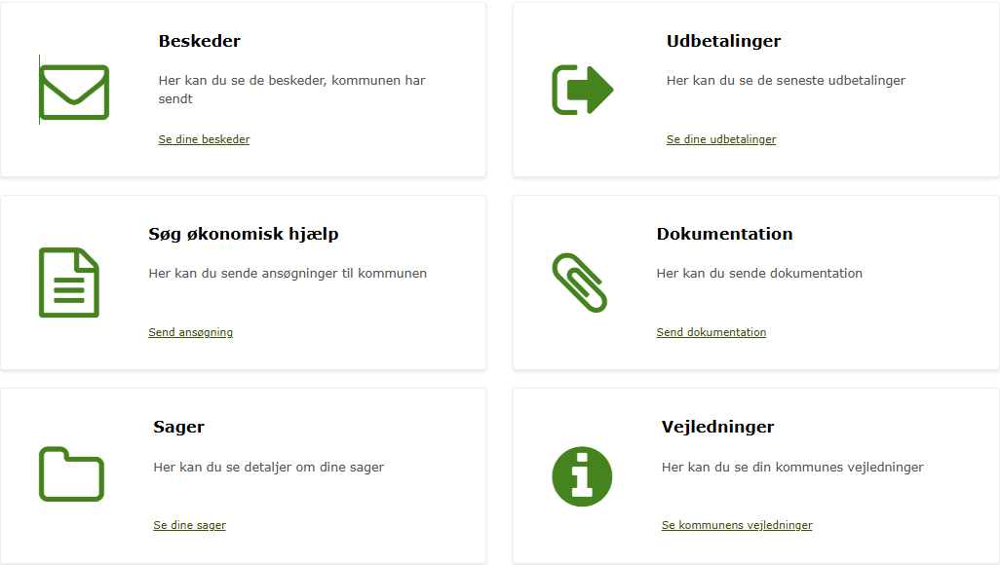 Beskeder
Her kan du se de beskeder, kommunen har
sendt
Se dine beskeder
Udbetalinger
Her kan du se de seneste udbetalinger
Se dine udbetalinger
Søg økonomisk hjælp
Her kan du sende ansøgninger til kommunen
Send ansøgning
Dokumentation
Her kan du sende dokumentation
Send dokumentation
Sager
Her kan du se detaljer om dine sager
Se dine sager
Vejledninger
Her kan du se din kommunes vejledninger
Se kommunens vejledninger